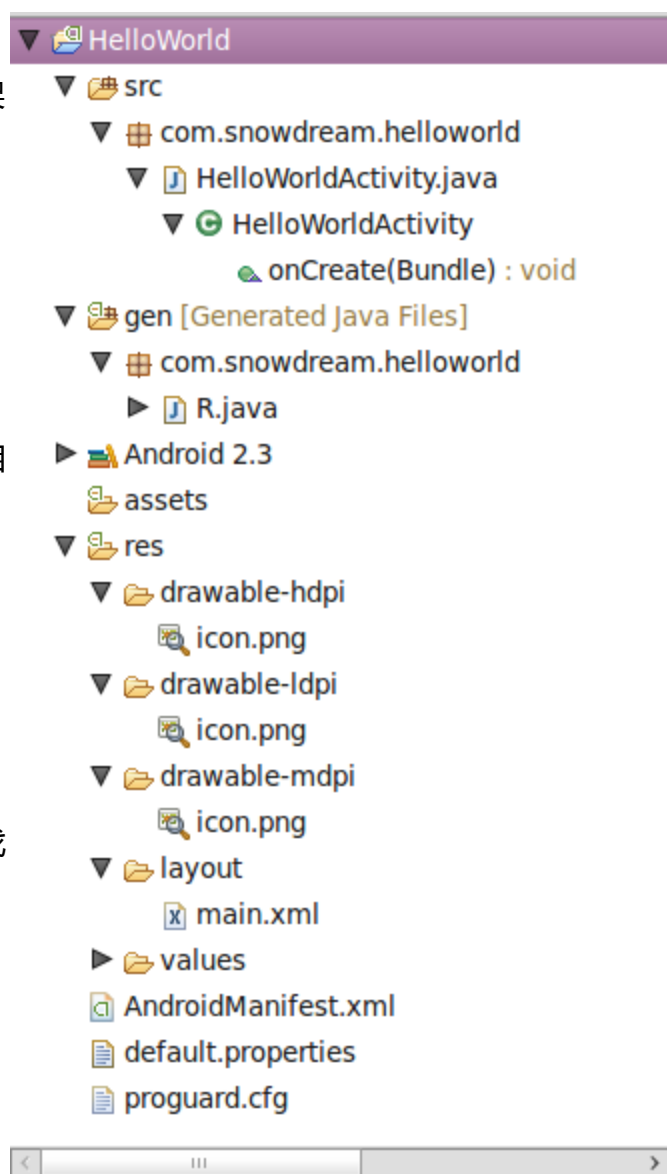 HelloWorld
src
com.snowdream.helloworld
HelloWorldActivity.java
HelloWorldActivity
onCreate(Bundle) : void
gen [Generated Java Files]
com.snowdream.helloworld
R.java
Android 2.3
assets
res
drawable-hdpi
icon.png
drawable-ldpi
icon.png
drawable-mdpi
icon.png
layout
main.xml
values
AndroidManifest.xml
default.properties
proguard.cfg